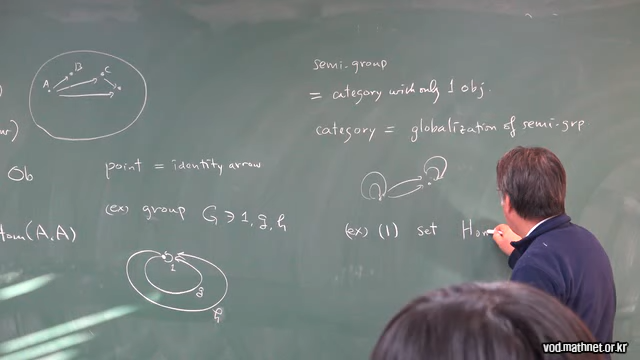 A
B
C
Ob
Hom(A,A)
point = identity arrow
(ex) group G ∋ 1, g, h
1
g
h
semi-group
= category with only 1 obj.
category = globalization of semi-grp
(ex) (1) set Hom
vod.mathnet.or.kr